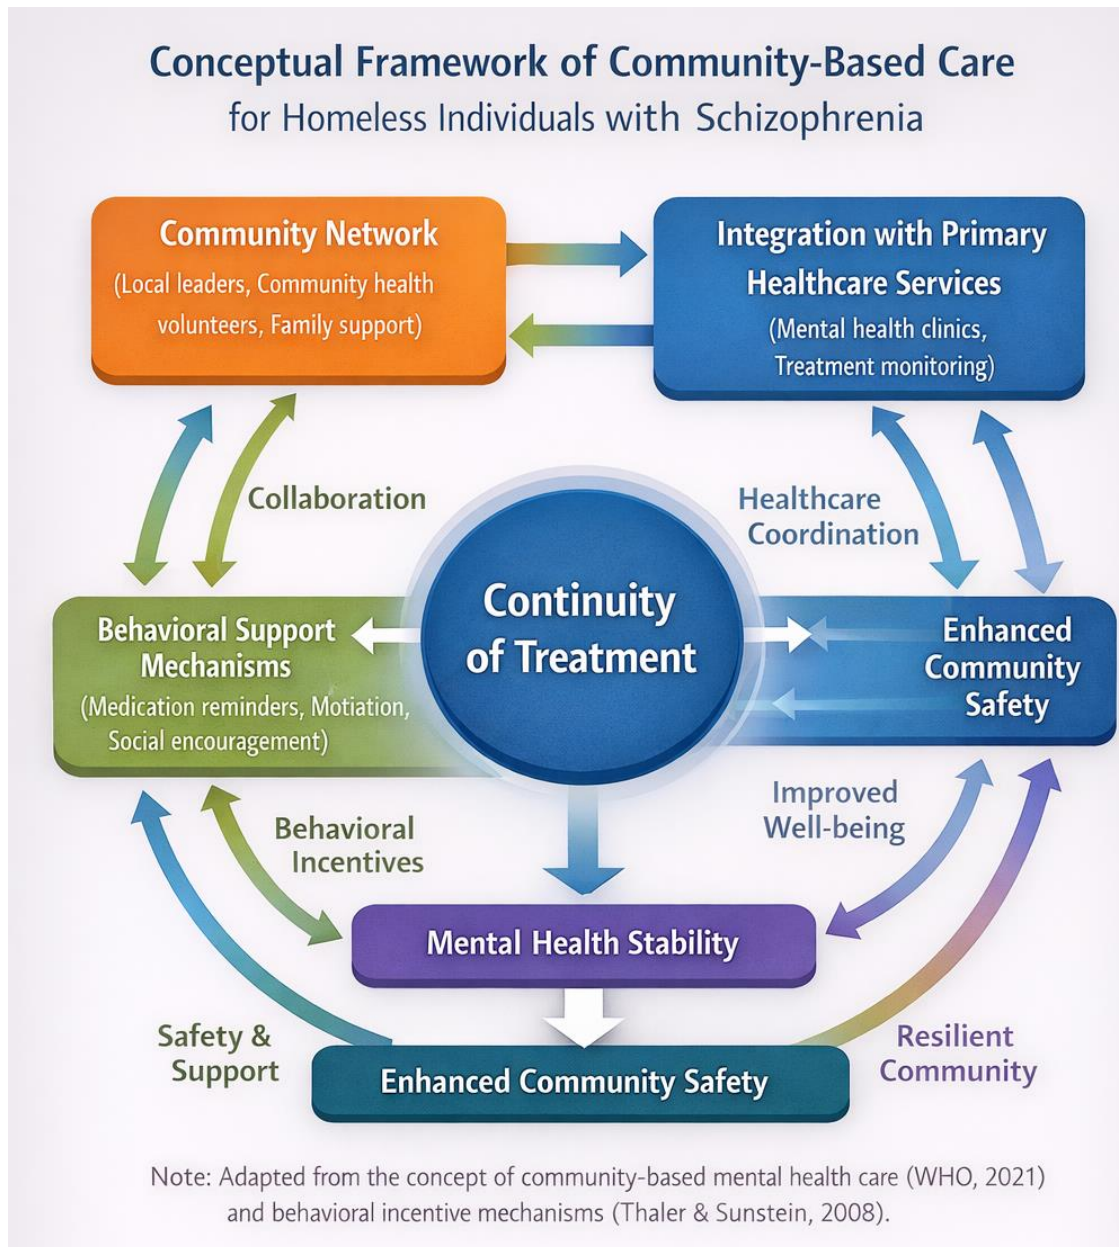 Conceptual Framework of Community-Based Care
for Homeless Individuals with Schizophrenia
Community Network
(Local leaders, Community health
volunteers, Family support)
Integration with Primary
Healthcare Services
(Mental health clinics,
Treatment monitoring)
Collaboration
Healthcare
Coordination
Behavioral Support
Mechanisms
(Medication reminders, Motiation,
Social encouragement)
Continuity
of Treatment
Enhanced
Community
Safety
Behavioral
Incentives
Improved
Well-being
Mental Health Stability
Safety &
Support
Resilient
Community
Enhanced Community Safety
Note: Adapted from the concept of community-based mental health care (WHO, 2021)
and behavioral incentive mechanisms (Thaler & Sunstein, 2008).